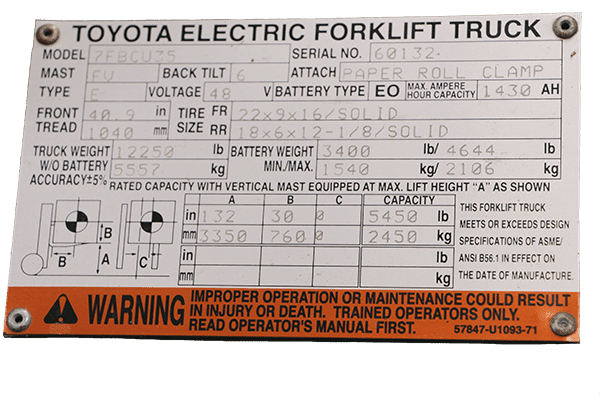 TOYOTA ELECTRIC FORKLIFT TRUCK
MODEL 7FBCU35 SERIAL NO. 60132
MAST FV BACK TILT 6 ATTACH PAPER ROLL CLAMP
TYPE E VOLTAGE 48 V BATTERY TYPE EO MAX. AMPERE HOUR CAPACITY 1430 AH
FRONT TREAD 40.9 in TIRE SIZE FR 22x9x16/SOLID
1040 mm RR 18x6x12-1/8/SOLID
TRUCK WEIGHT 12250 lb BATTERY WEIGHT 3400 lb/ 4644 lb
W/O BATTERY 5557 kg MIN./MAX. 1540 kg/ 2106 kg
ACCURACY±5% RATED CAPACITY WITH VERTICAL MAST EQUIPPED AT MAX. LIFT HEIGHT "A" AS SHOWN
A B C CAPACITY
in 132 30 0 5450 lb
mm 3350 760 0 2450 kg
in lb
mm kg
B B A C
THIS FORKLIFT TRUCK
MEETS OR EXCEEDS DESIGN
SPECIFICATIONS OF ASME/
ANSI B56.1 IN EFFECT ON
THE DATE OF MANUFACTURE.
WARNING
IMPROPER OPERATION OR MAINTENANCE COULD RESULT
IN INJURY OR DEATH. TRAINED OPERATORS ONLY.
READ OPERATOR'S MANUAL FIRST. 57847-U1093-71